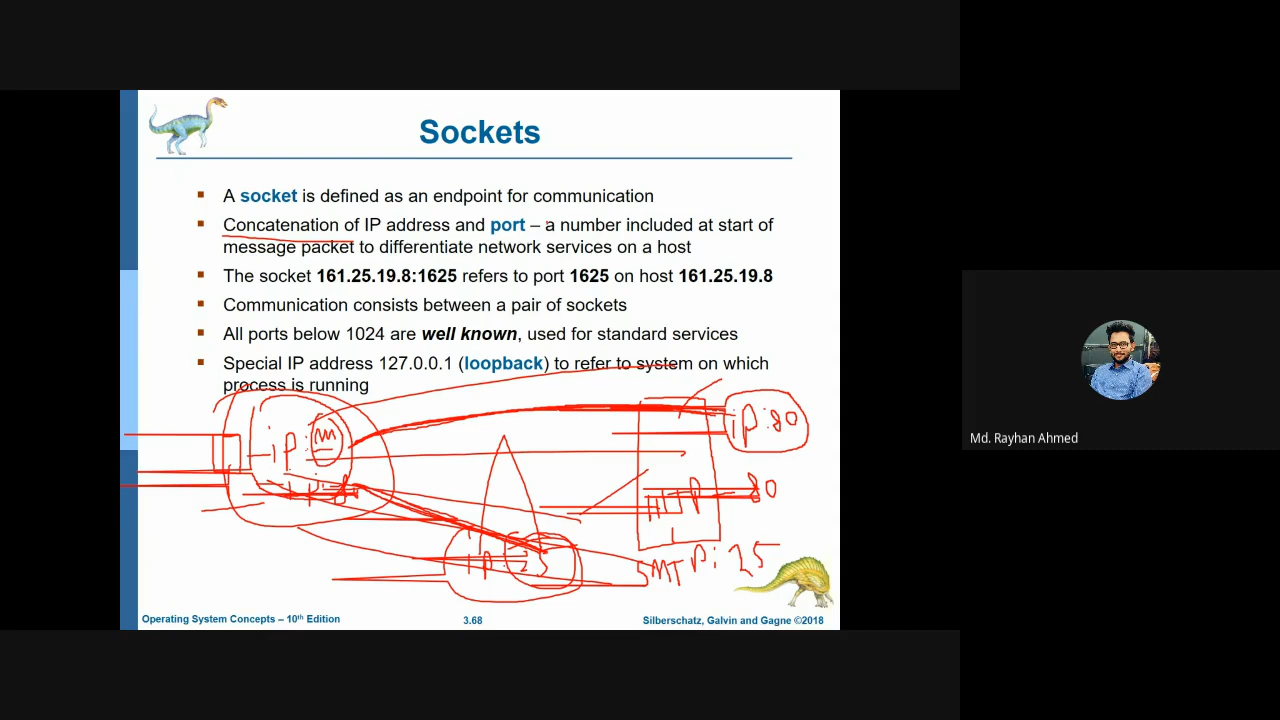 Sockets
A socket is defined as an endpoint for communication
Concatenation of IP address and port – a number included at start of
message packet to differentiate network services on a host
The socket 161.25.19.8:1625 refers to port 1625 on host 161.25.19.8
Communication consists between a pair of sockets
All ports below 1024 are well known, used for standard services
Special IP address 127.0.0.1 (loopback) to refer to system on which
process is running
ip:80
ip:
HTTP - 80
ip: 25
SMTP: 25
Operating System Concepts – 10th Edition
3.68
Silberschatz, Galvin and Gagne ©2018
Md. Rayhan Ahmed